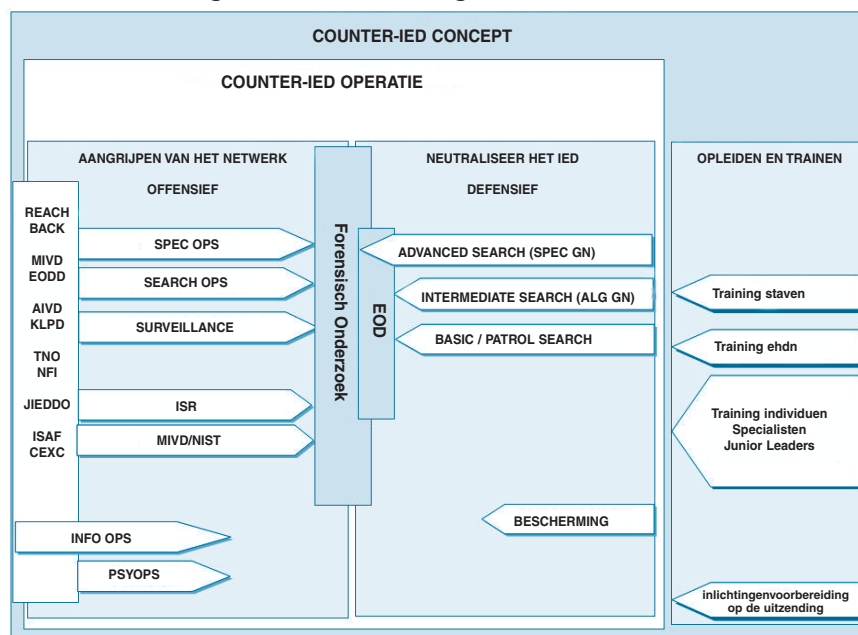 COUNTER-IED CONCEPT
COUNTER-IED OPERATIE
AANGRIJPEN VAN HET NETWERK
OFFENSIEF
NEUTRALISEER HET IED
DEFENSIEF
OPLEIDEN EN TRAINEN
REACH
BACK
MIVD
EODD
AIVD
KLPD
TNO
NFI
JIEDDO
ISAF
CEXC
SPEC OPS
SEARCH OPS
SURVEILLANCE
ISR
MIVD/NIST
INFO OPS
PSYOPS
Forensisch Onderzoek
EOD
ADVANCED SEARCH (SPEC GN)
INTERMEDIATE SEARCH (ALG GN)
BASIC / PATROL SEARCH
BESCHERMING
Training staven
Training ehdn
Training individuen
Specialisten
Junior Leaders
inlichtingenvoorbereiding
op de uitzending